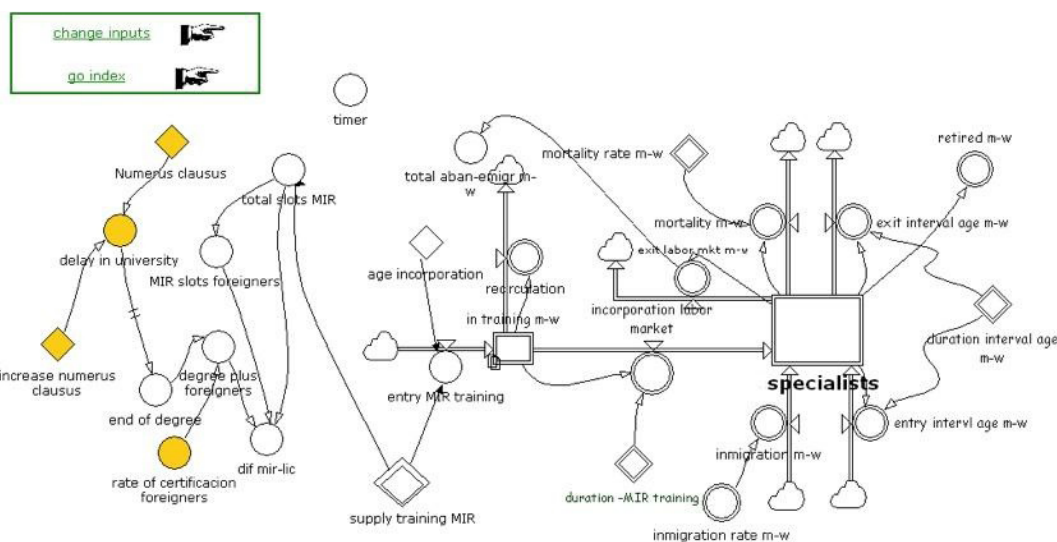 change inputs
go index
timer
Numerus clausus
total slots MIR
total aban-emigr m-
w
mortality rate m-w
retired m-w
delay in university
MIR slots foreigners
age incorporation
recirculation
exit labor mkt m-w
mortality m-w
exit interval age m-w
in training m-w
incorporation labor
market
duration interval age
m-w
increase numerus
clausus
degree plus
foreigners
end of degree
entry MIR training
specialists
entry intervl age m-w
dif mir-lic
rate of certificacion
foreigners
supply training MIR
duration -MIR training
inmigration m-w
inmigration rate m-w